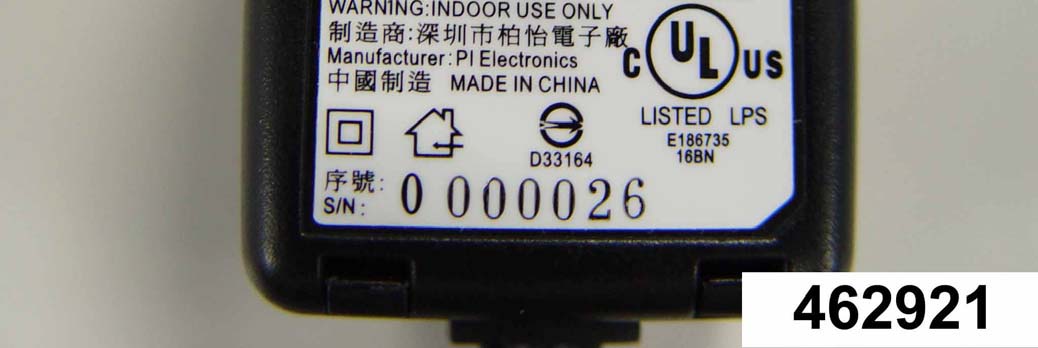 WARNING:INDOOR USE ONLY
制造商:深圳市柏怡電子廠
Manufacturer: PI Electronics
中國制造 MADE IN CHINA
C UL US
LISTED LPS
E186735
16BN
D33164
序號:
S/N: 0 000026
462921